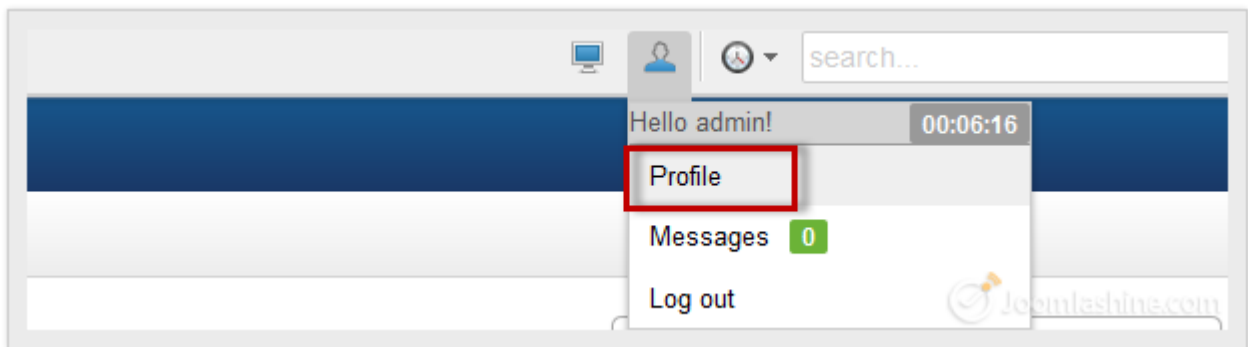 search...
Hello admin! 00:06:16
Profile
Messages 0
Log out
Joomlashine.com